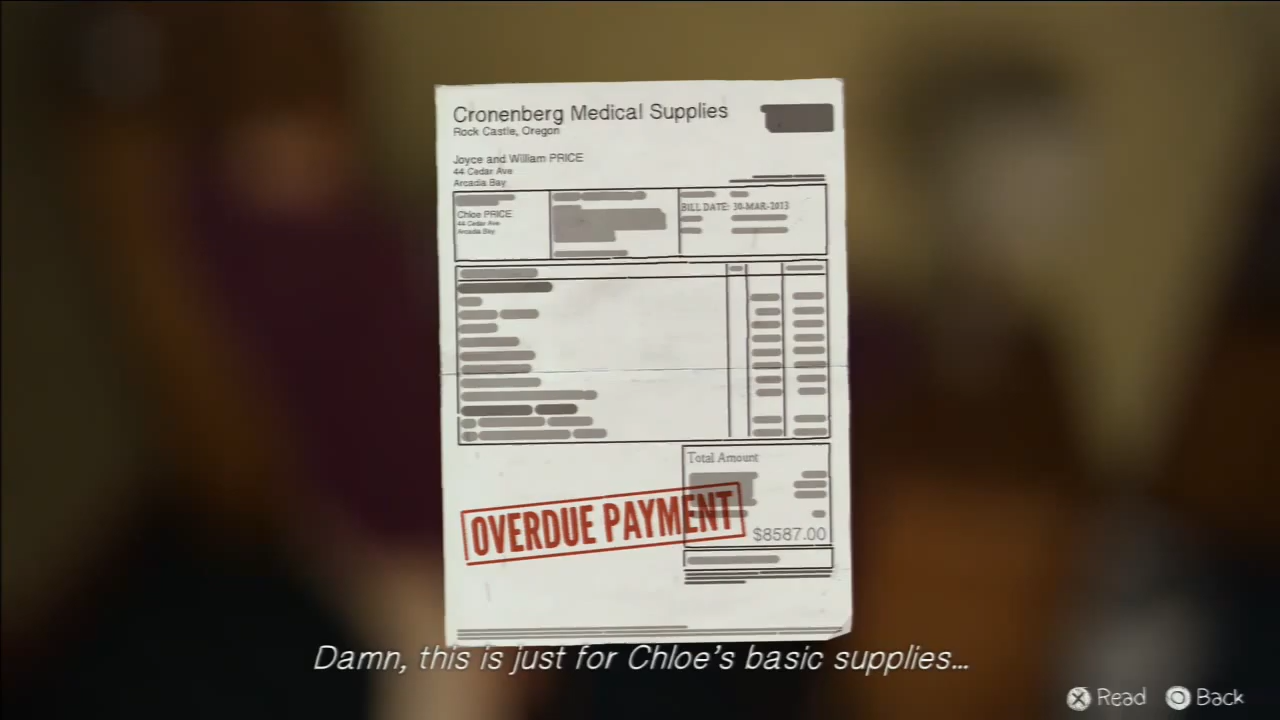 Cronenberg Medical Supplies
Rock Castle, Oregon
Joyce and William PRICE
44 Cedar Ave
Arcadia Bay
Chloe PRICE
44 Cedar Ave
Arcadia Bay
BILL DATE: 30-MAR-2013
Total Amount
OVERDUE PAYMENT
$8587.00
Damn, this is just for Chloe's basic supplies...
Read
Back